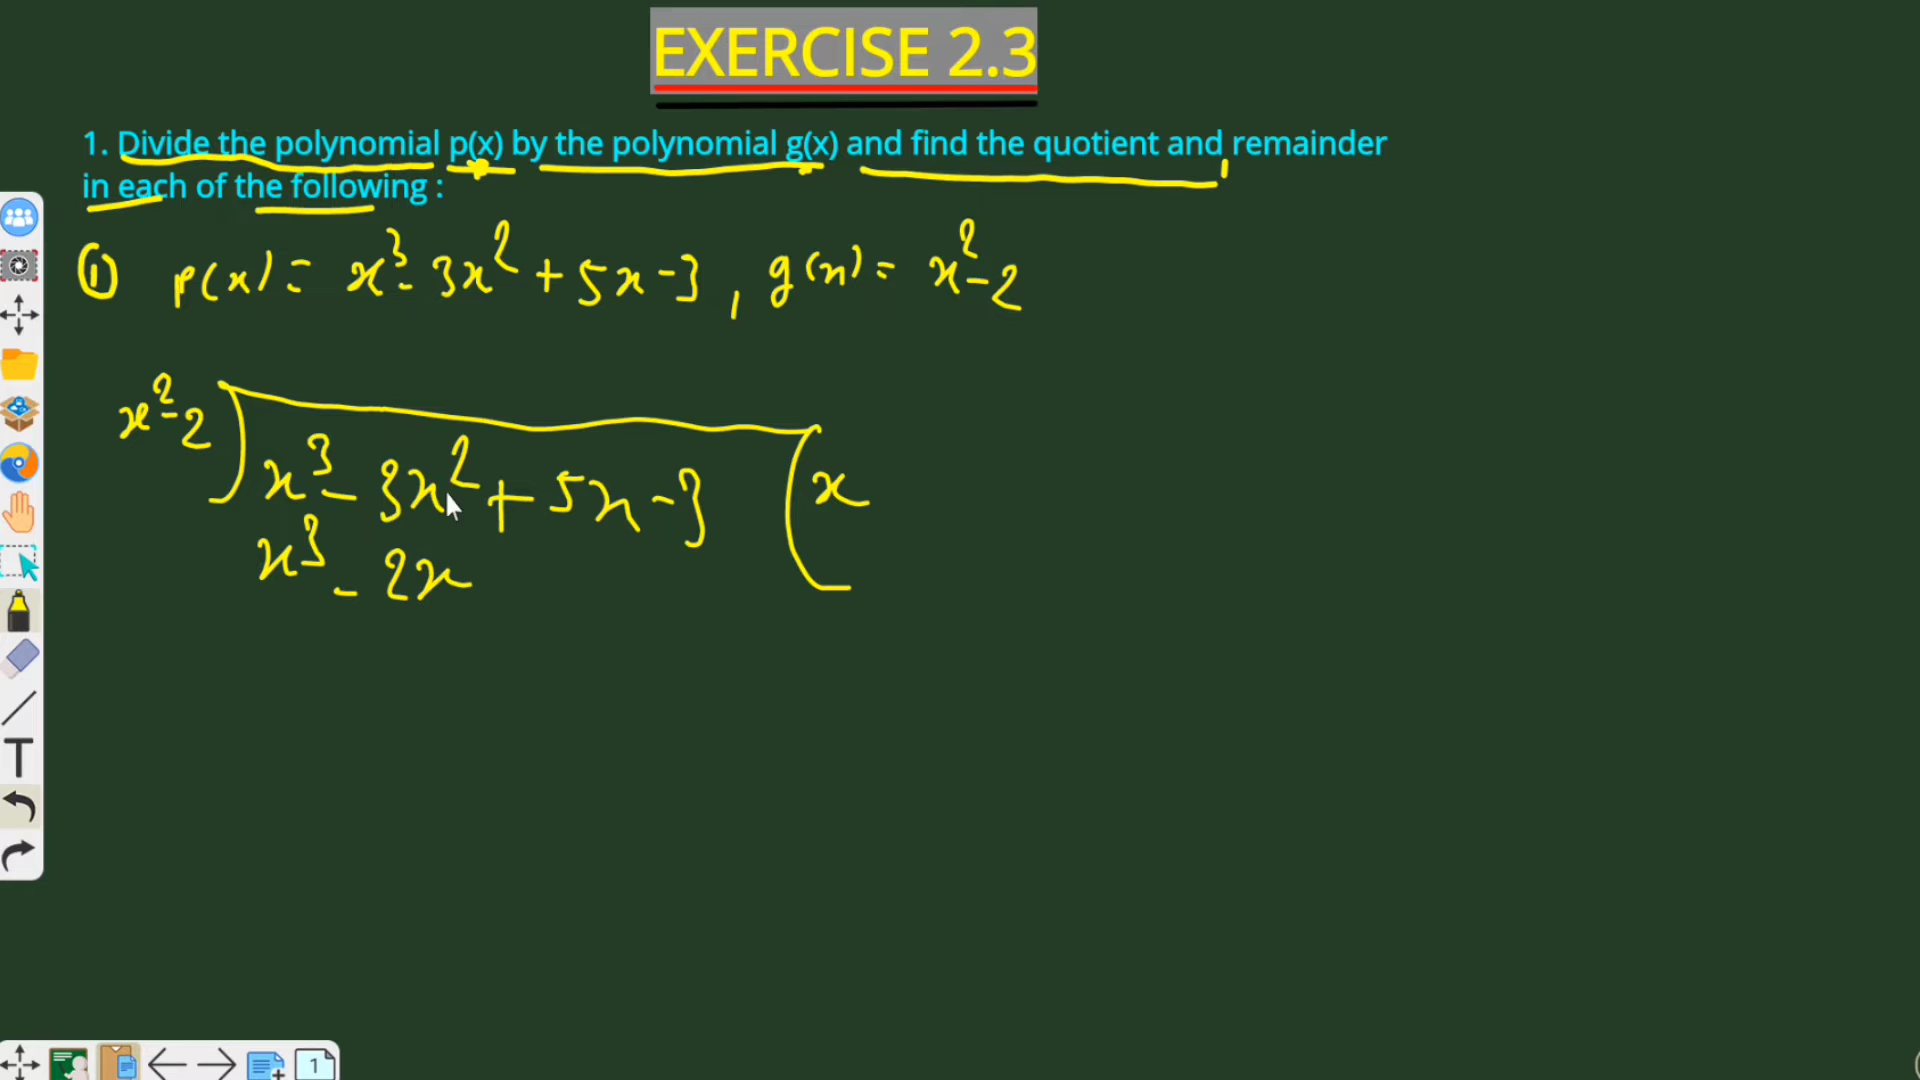 EXERCISE 2.3
1. Divide the polynomial p(x) by the polynomial g(x) and find the quotient and remainder
in each of the following :
① p(x) = x³ - 3x² + 5x - 3, g(x) = x² - 2
x² - 2 ) x³ - 3x² + 5x - 3 ( x
x³ - 2x
1